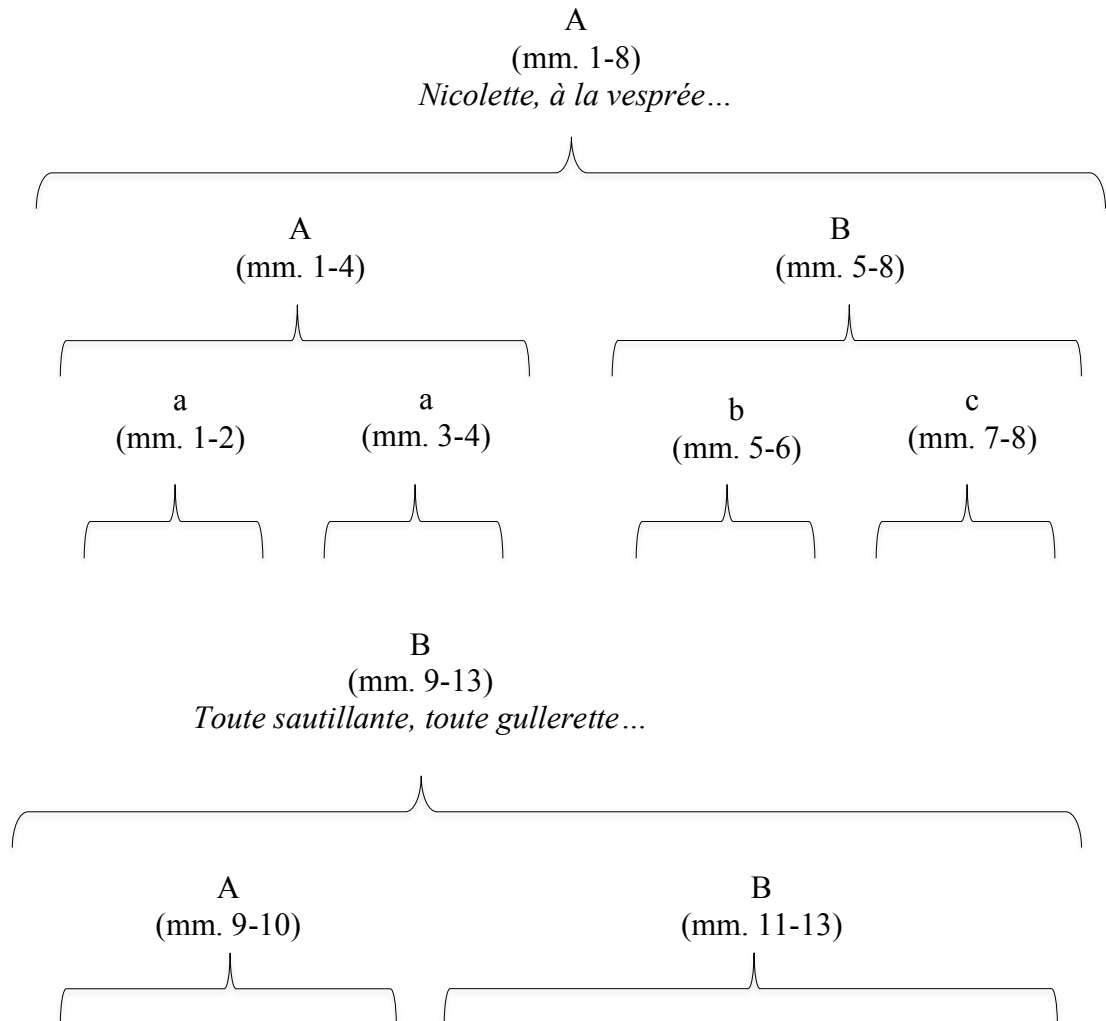 A
(mm. 1-8)
Nicolette, à la vesprée…
A
(mm. 1-4)
B
(mm. 5-8)
a
(mm. 1-2)
a
(mm. 3-4)
b
(mm. 5-6)
c
(mm. 7-8)
B
(mm. 9-13)
Toute sautillante, toute gullerette…
A
(mm. 9-10)
B
(mm. 11-13)